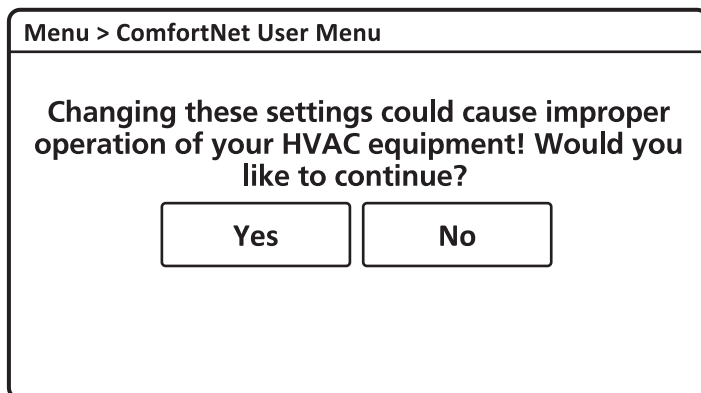 Menu > ComfortNet User Menu
Changing these settings could cause improper
operation of your HVAC equipment! Would you
like to continue?
Yes No